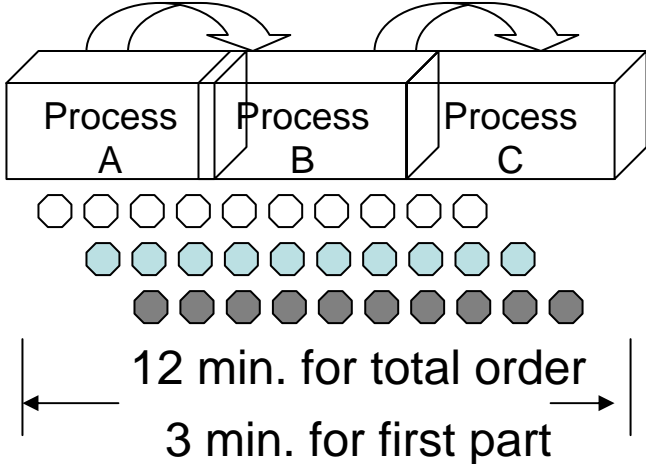 Process
A
Process
B
Process
C
12 min. for total order
3 min. for first part